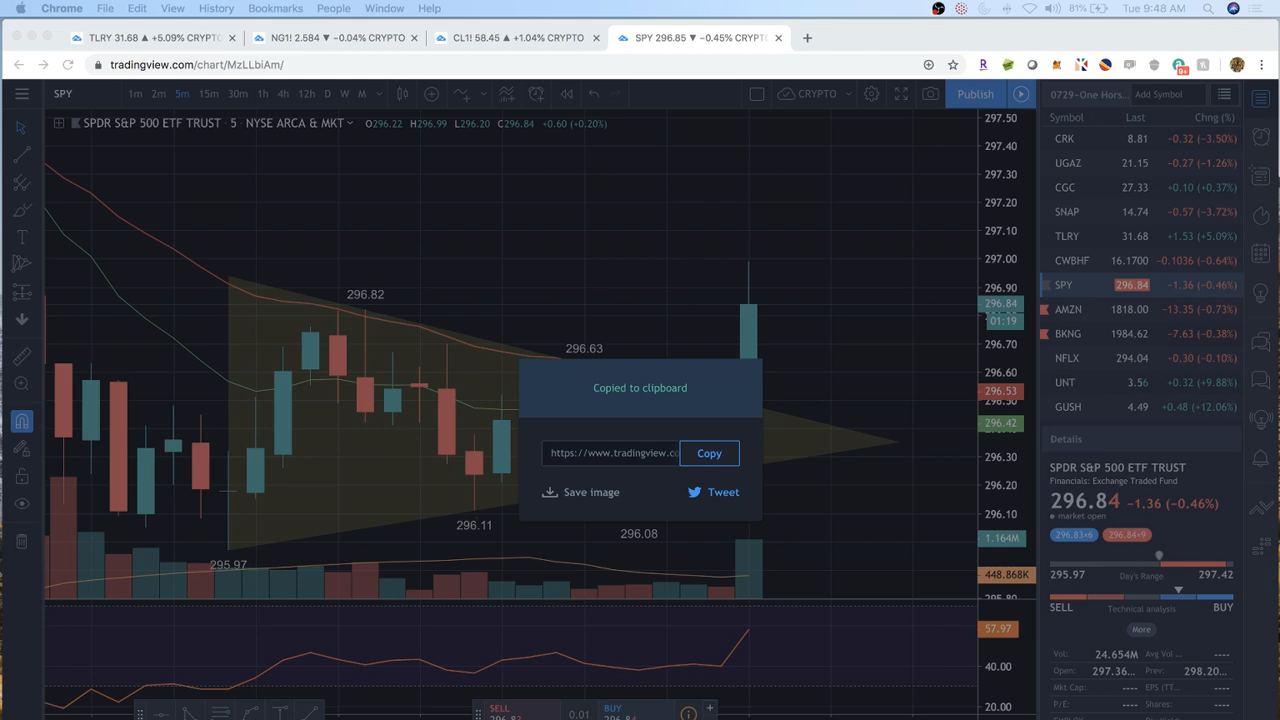 Chrome File Edit View History Bookmarks People Window Help 81% Tue 9:48 AM
TLRY 31.68 ▲ +5.09% CRYPTO NG1! 2.584 ▼ −0.04% CRYPTO CL1! 58.45 ▲ +1.04% CRYPTO SPY 296.85 ▼ −0.45% CRYPTO
tradingview.com/chart/MzLLbiAm/
9+
SPY 1m 2m 5m 15m 30m 1h 4h 12h D W M CRYPTO Publish 0729-One Hors... Add Symbol
SPDR S&P 500 ETF TRUST · 5 · NYSE ARCA & MKT O296.22 H296.99 L296.20 C296.84 +0.60 (+0.20%)
Symbol Last Chng (%)
CRK 8.81 −0.32 (−3.50%)
UGAZ 21.15 −0.27 (−1.26%)
CGC 27.33 +0.10 (+0.37%)
SNAP 14.74 −0.57 (−3.72%)
TLRY 31.68 +1.53 (+5.09%)
CWBHF 16.1700 −0.1036 (−0.64%)
SPY 296.84 −1.36 (−0.46%)
AMZN 1818.00 −13.35 (−0.73%)
BKNG 1984.62 −7.63 (−0.38%)
NFLX 294.04 −0.30 (−0.10%)
UNT 3.56 +0.32 (+9.88%)
GUSH 4.49 +0.48 (+12.06%)
297.50
297.40
297.30
297.20
297.10
297.00
296.90
296.84
01:19
296.70
296.60
296.53
296.50
296.42
296.30
296.20
296.10
1.164M
448.868K
295.80
57.97
40.00
20.00
296.82
296.63
296.11
296.08
295.97
Copied to clipboard
https://www.tradingview.co Copy
Save image Tweet
Details
SPDR S&P 500 ETF TRUST
Financials: Exchange Traded Fund
296.84 −1.36 (−0.46%)
market open
296.83×6 296.84×9
295.97 Day's Range 297.42
SELL Technical analysis BUY
More
Vol: 24.654M Avg Vol ... ----
Open: 297.36... Prev: 298.20...
Mkt Cap: ---- EPS (TT... ----
P/E: ---- Shares: ----
SELL 0.01 BUY